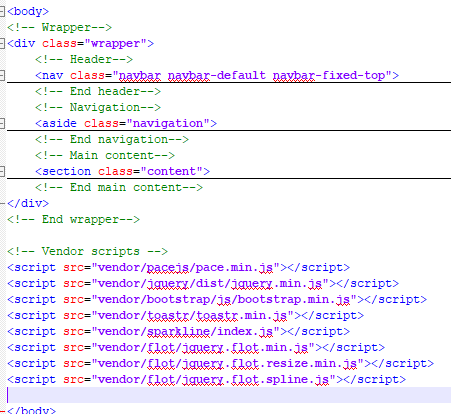 <body>
<!-- Wrapper-->
<div class="wrapper">
<!-- Header-->
<nav class="navbar navbar-default navbar-fixed-top">
<!-- End header-->
<!-- Navigation-->
<aside class="navigation">
<!-- End navigation-->
<!-- Main content-->
<section class="content">
<!-- End main content-->
</div>
<!-- End wrapper-->
<!-- Vendor scripts -->
<script src="vendor/pacejs/pace.min.js"></script>
<script src="vendor/jquery/dist/jquery.min.js"></script>
<script src="vendor/bootstrap/js/bootstrap.min.js"></script>
<script src="vendor/toastr/toastr.min.js"></script>
<script src="vendor/sparkline/index.js"></script>
<script src="vendor/flot/jquery.flot.min.js"></script>
<script src="vendor/flot/jquery.flot.resize.min.js"></script>
<script src="vendor/flot/jquery.flot.spline.js"></script>
</body>